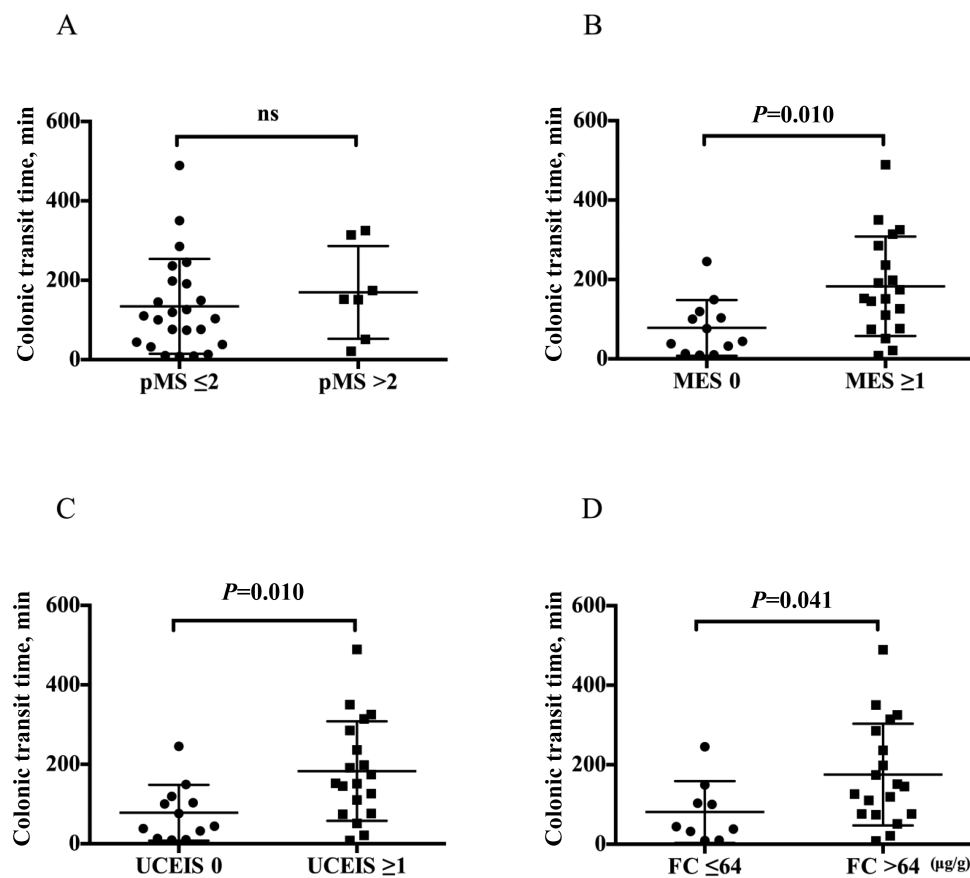 A
ns
Colonic transit time, min
600
400
200
0
pMS ≤2
pMS >2
B
P=0.010
Colonic transit time, min
600
400
200
0
MES 0
MES ≥1
C
P=0.010
Colonic transit time, min
600
400
200
0
UCEIS 0
UCEIS ≥1
D
P=0.041
Colonic transit time, min
600
400
200
0
FC ≤64
FC >64 (µg/g)